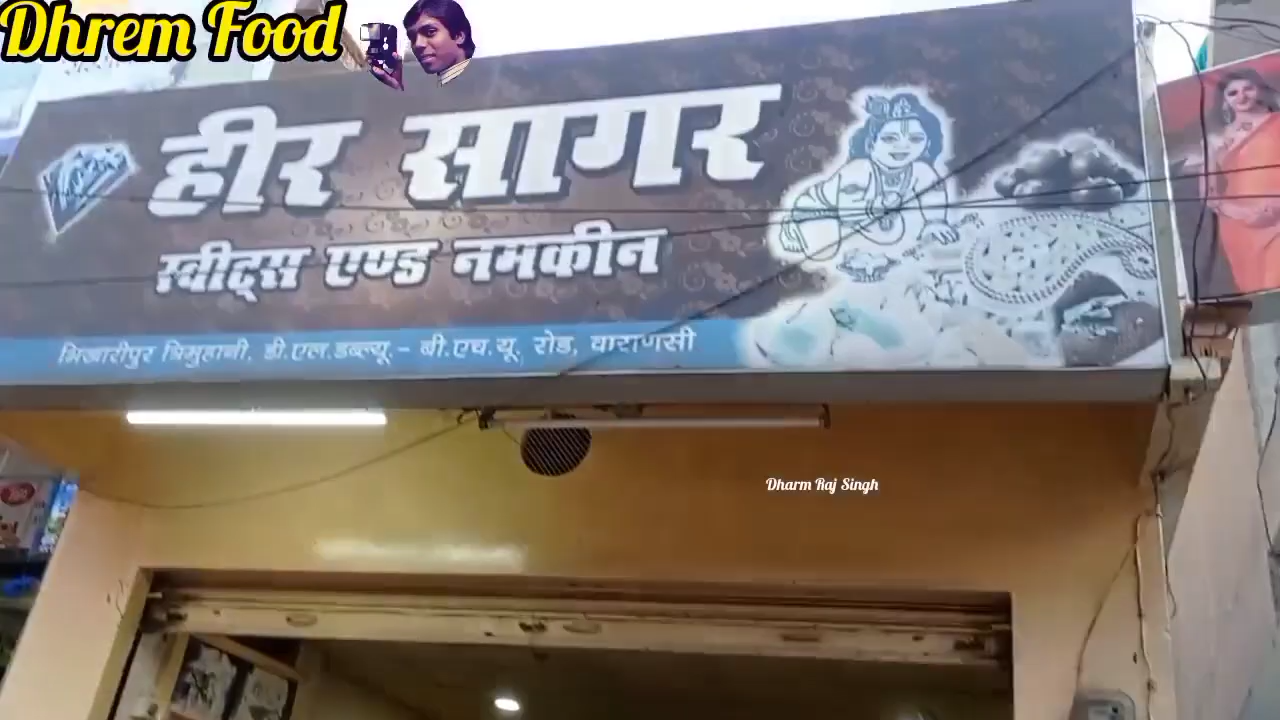 Dhrem Food
हीर सागर
स्वीट्स एण्ड नमकीन
भिखारीपुर त्रिमुहानी, डी.एल.डब्ल्यू.- बी.एच.यू. रोड, वाराणसी
Dharm Raj Singh